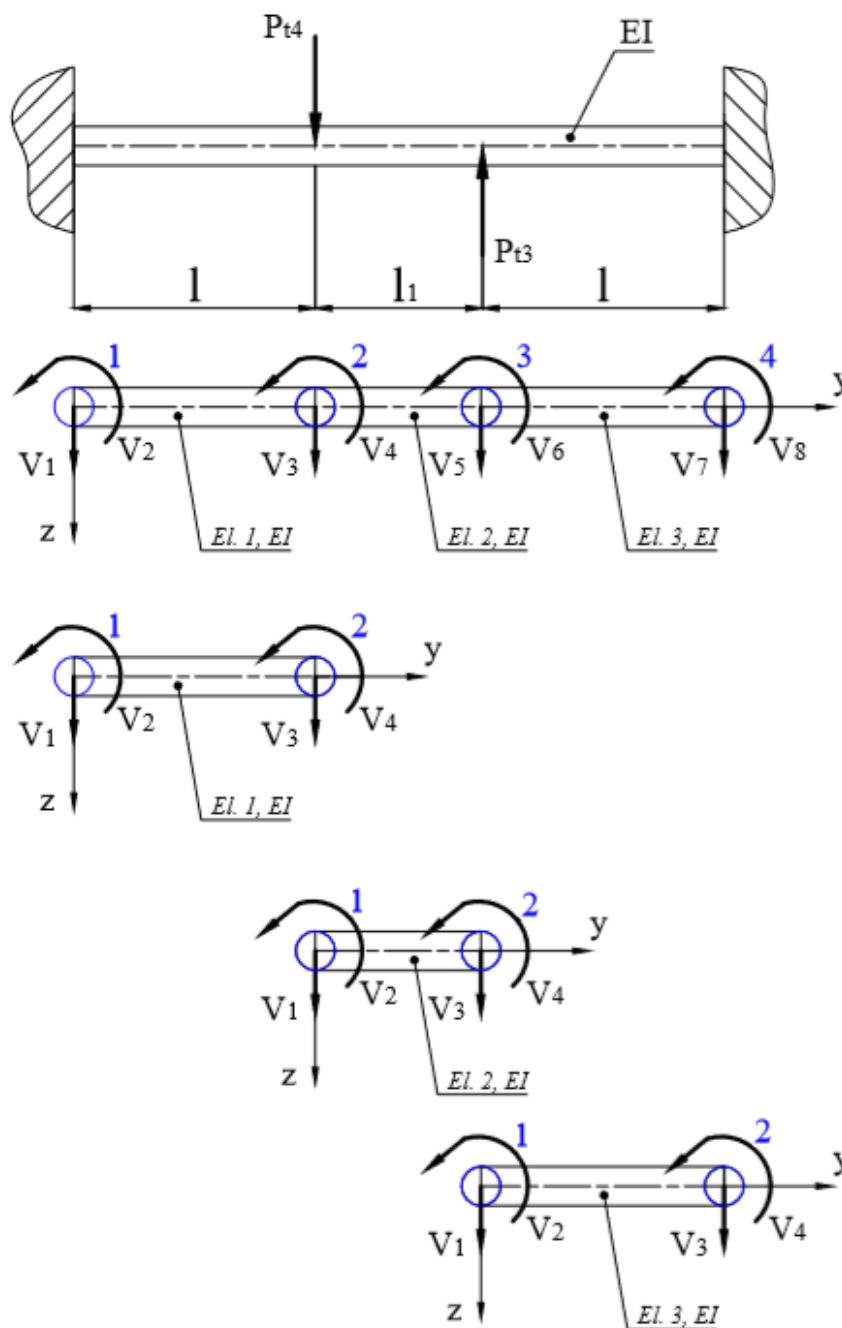 Pt4 EI
Pt3
l l1 l
1 2 3 4 y
V1 V2 V3 V4 V5 V6 V7 V8
z El. 1, EI El. 2, EI El. 3, EI
1 2 y
V1 V2 V3 V4
z El. 1, EI
1 2 y
V1 V2 V3 V4
z El. 2, EI
1 2 y
V1 V2 V3 V4
z El. 3, EI